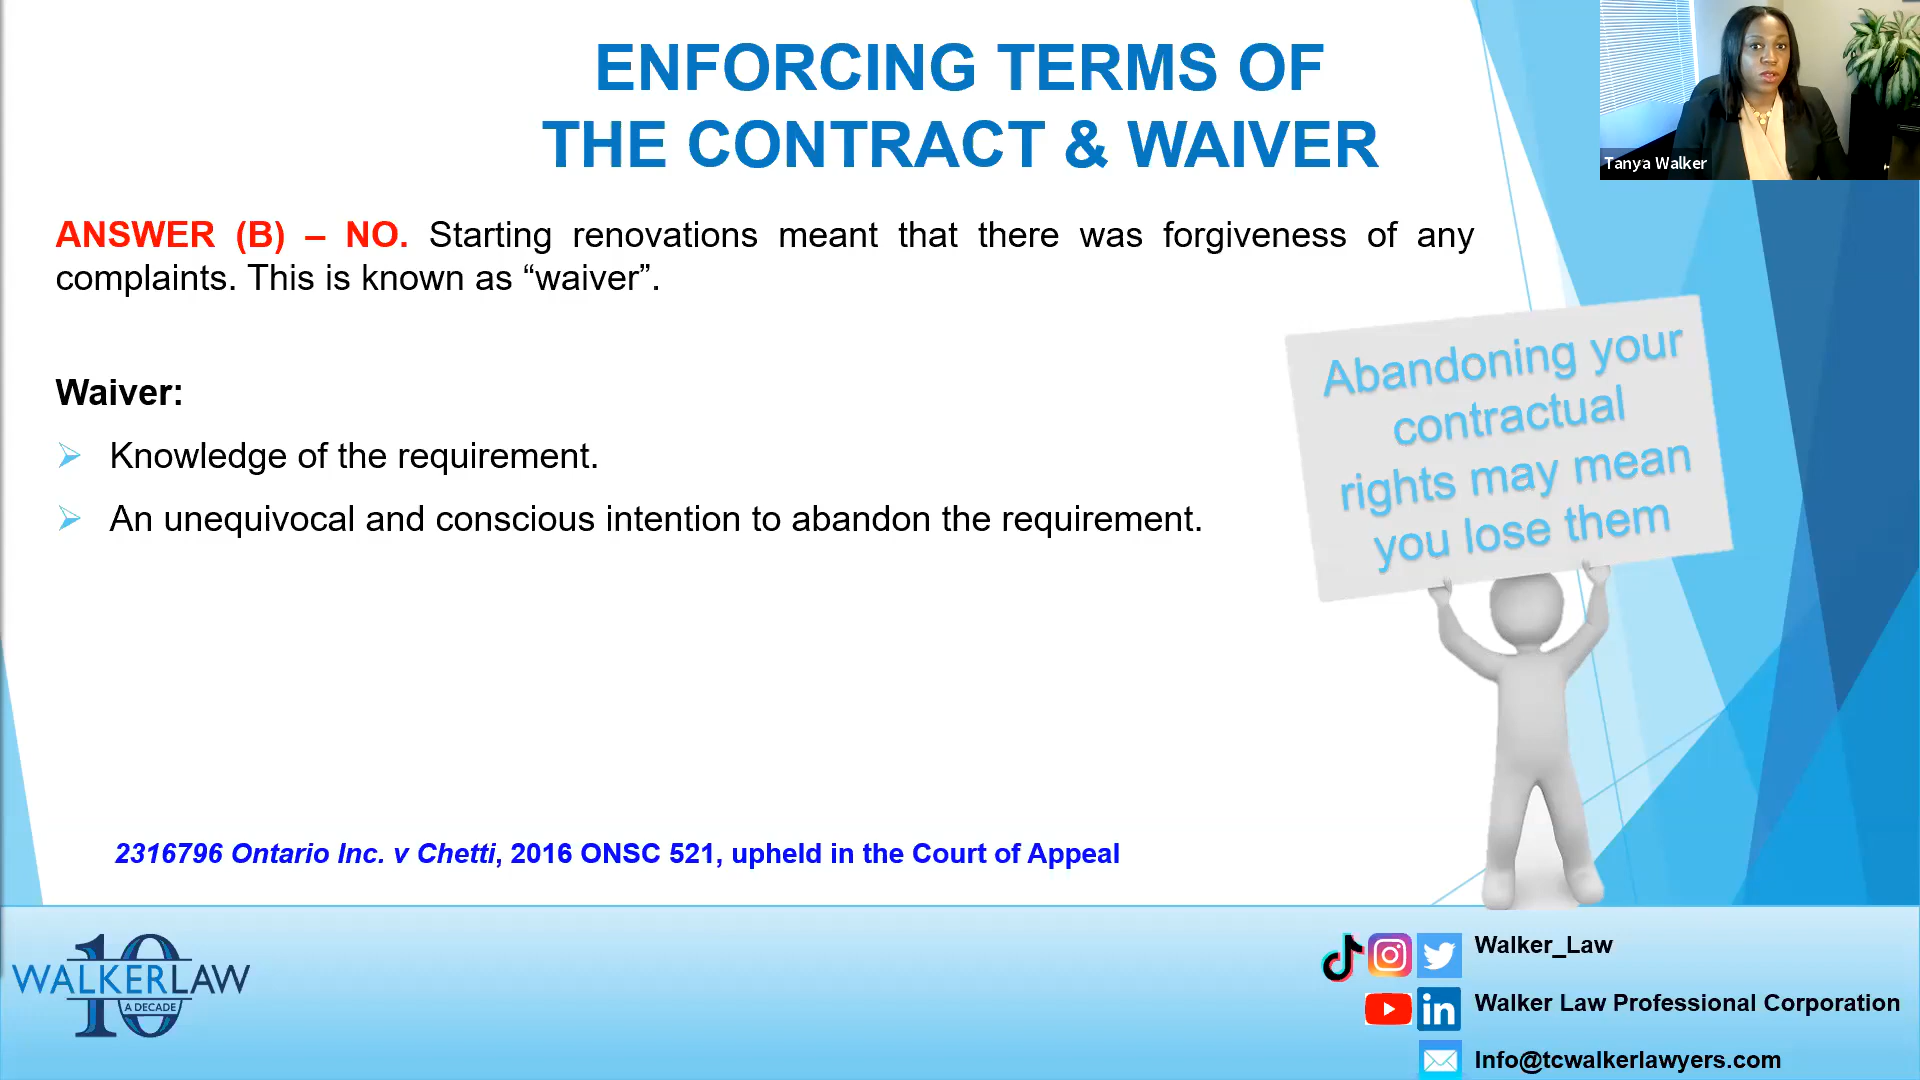 ENFORCING TERMS OF
THE CONTRACT & WAIVER
Tanya Walker
ANSWER (B) – NO. Starting renovations meant that there was forgiveness of any
complaints. This is known as “waiver”.
Waiver:
Knowledge of the requirement.
An unequivocal and conscious intention to abandon the requirement.
Abandoning your
contractual
rights may mean
you lose them
2316796 Ontario Inc. v Chetti, 2016 ONSC 521, upheld in the Court of Appeal
10
WALKERLAW
A DECADE
Walker_Law
Walker Law Professional Corporation
Info@tcwalkerlawyers.com